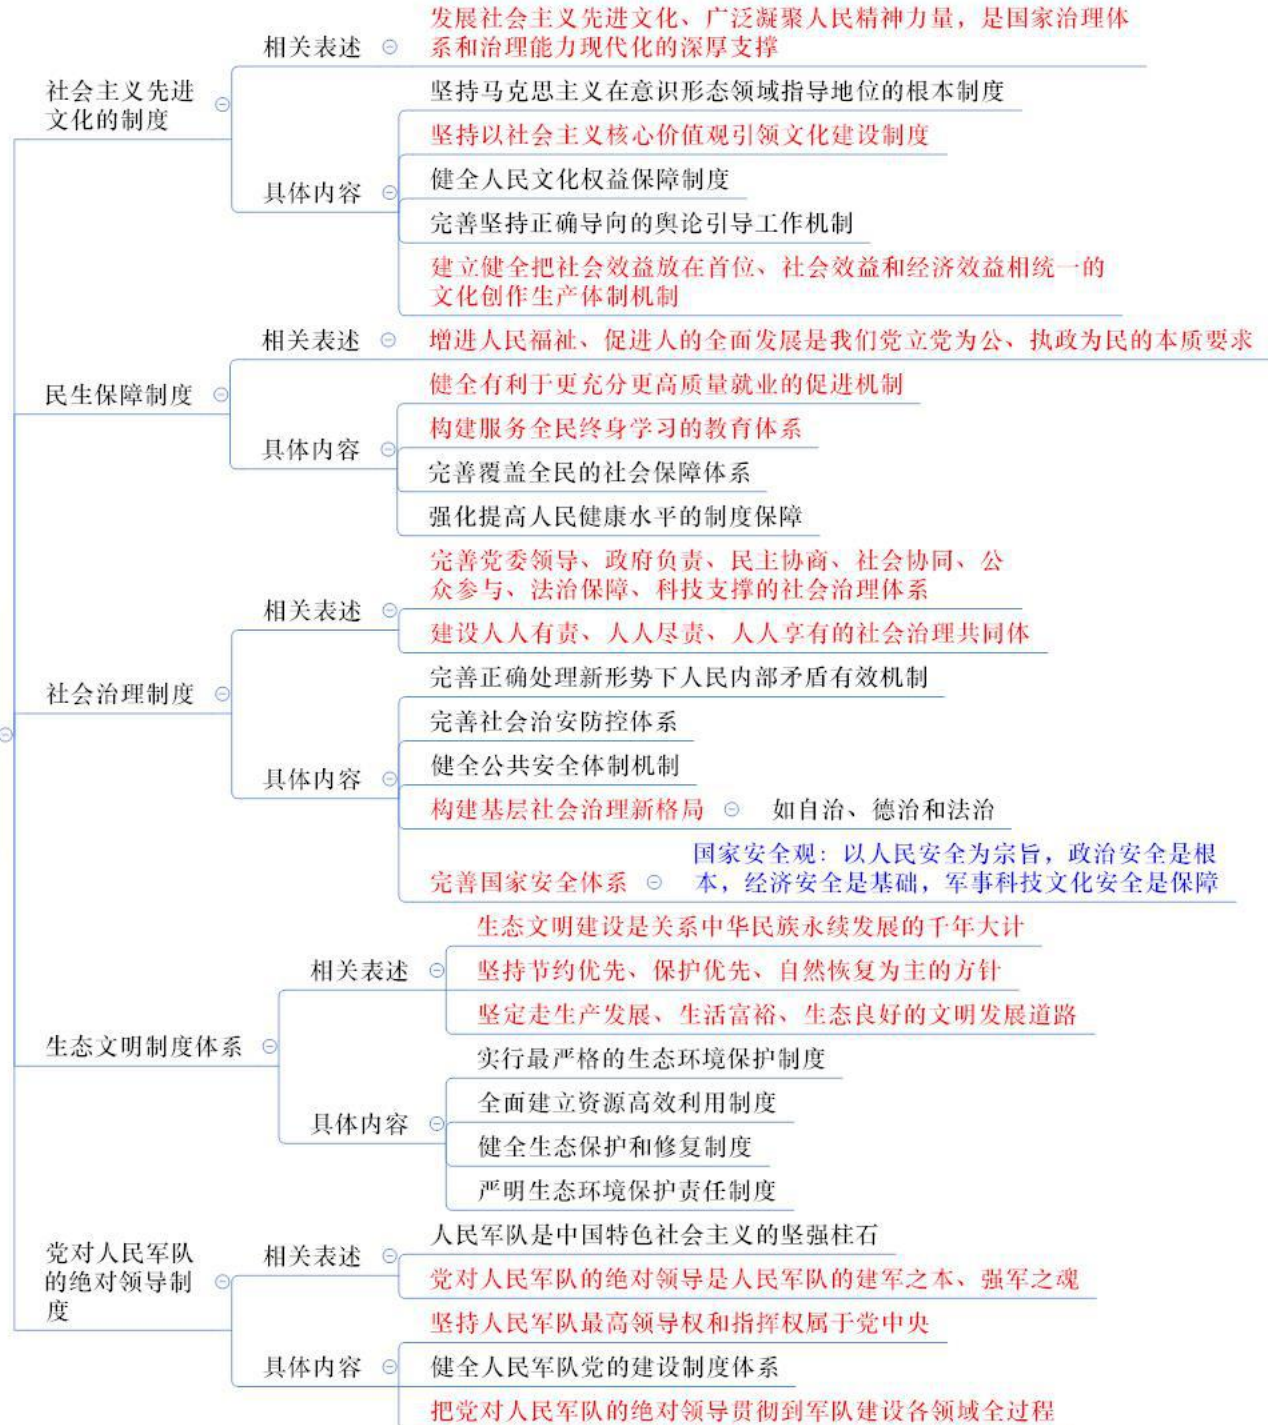 社会主义先进
文化的制度
相关表述
发展社会主义先进文化、广泛凝聚人民精神力量，是国家治理体
系和治理能力现代化的深厚支撑
具体内容
坚持马克思主义在意识形态领域指导地位的根本制度
坚持以社会主义核心价值观引领文化建设制度
健全人民文化权益保障制度
完善坚持正确导向的舆论引导工作机制
建立健全把社会效益放在首位、社会效益和经济效益相统一的
文化创作生产体制机制
民生保障制度
相关表述
增进人民福祉、促进人的全面发展是我们党立党为公、执政为民的本质要求
具体内容
健全有利于更充分更高质量就业的促进机制
构建服务全民终身学习的教育体系
完善覆盖全民的社会保障体系
强化提高人民健康水平的制度保障
社会治理制度
相关表述
完善党委领导、政府负责、民主协商、社会协同、公
众参与、法治保障、科技支撑的社会治理体系
建设人人有责、人人尽责、人人享有的社会治理共同体
具体内容
完善正确处理新形势下人民内部矛盾有效机制
完善社会治安防控体系
健全公共安全体制机制
构建基层社会治理新格局
如自治、德治和法治
完善国家安全体系
国家安全观：以人民安全为宗旨，政治安全是根
本，经济安全是基础，军事科技文化安全是保障
生态文明制度体系
相关表述
生态文明建设是关系中华民族永续发展的千年大计
坚持节约优先、保护优先、自然恢复为主的方针
坚定走生产发展、生活富裕、生态良好的文明发展道路
具体内容
实行最严格的生态环境保护制度
全面建立资源高效利用制度
健全生态保护和修复制度
严明生态环境保护责任制度
党对人民军队
的绝对领导制
度
相关表述
人民军队是中国特色社会主义的坚强柱石
党对人民军队的绝对领导是人民军队的建军之本、强军之魂
具体内容
坚持人民军队最高领导权和指挥权属于党中央
健全人民军队党的建设制度体系
把党对人民军队的绝对领导贯彻到军队建设各领域全过程